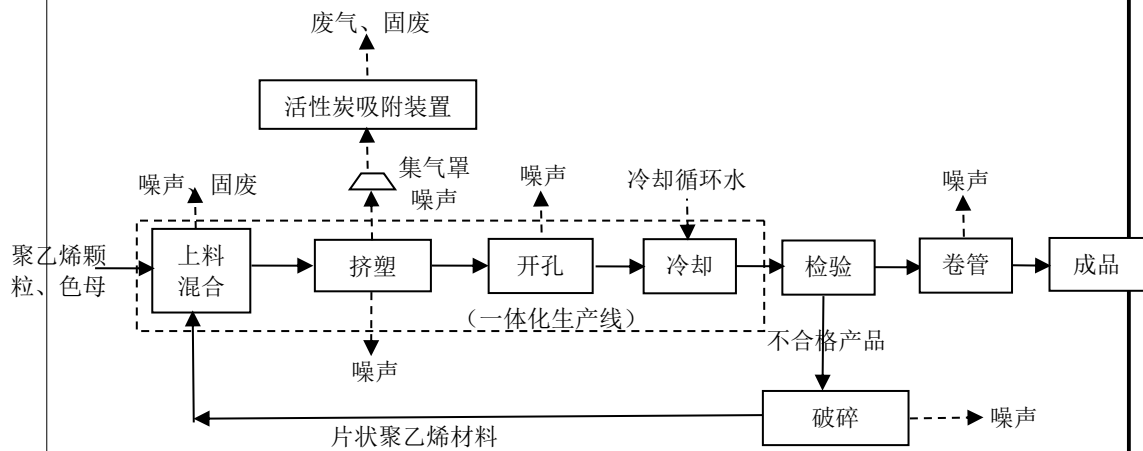 废气、固废
活性炭吸附装置
集气罩
噪声
噪声、固废
噪声
冷却循环水
噪声
聚乙烯颗
粒、色母
上料
混合
挤塑
开孔
冷却
检验
卷管
成品
（一体化生产线）
不合格产品
噪声
破碎
噪声
片状聚乙烯材料